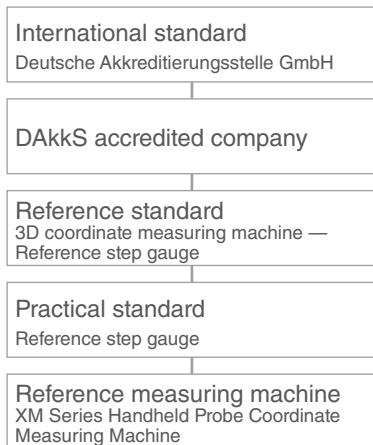 International standard
Deutsche Akkreditierungsstelle GmbH
DAkkS accredited company
Reference standard
3D coordinate measuring machine —
Reference step gauge
Practical standard
Reference step gauge
Reference measuring machine
XM Series Handheld Probe Coordinate
Measuring Machine